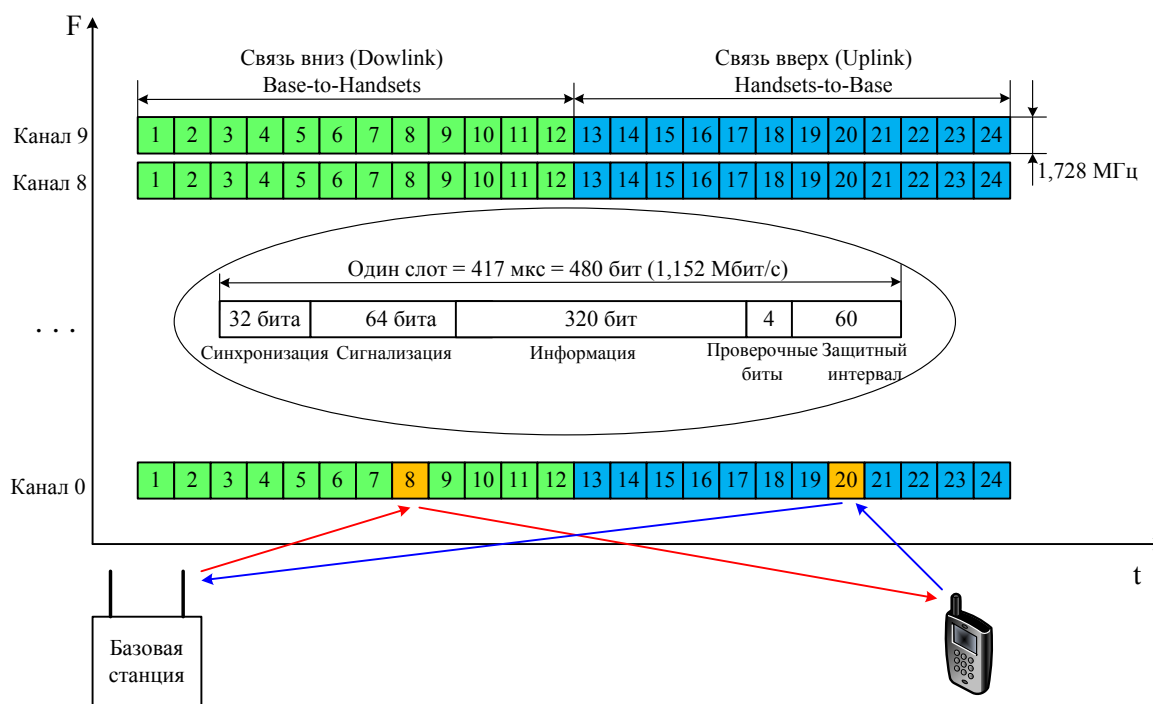 F
Связь вниз (Dowlink)
Base-to-Handsets
Связь вверх (Uplink)
Handsets-to-Base
Канал 9
1 2 3 4 5 6 7 8 9 10 11 12 13 14 15 16 17 18 19 20 21 22 23 24
Канал 8
1 2 3 4 5 6 7 8 9 10 11 12 13 14 15 16 17 18 19 20 21 22 23 24
1,728 МГц
Один слот = 417 мкс = 480 бит (1,152 Мбит/с)
. . .
32 бита 64 бита 320 бит 4 60
Синхронизация Сигнализация Информация Проверочные Защитный
биты интервал
Канал 0
1 2 3 4 5 6 7 8 9 10 11 12 13 14 15 16 17 18 19 20 21 22 23 24
t
Базовая
станция